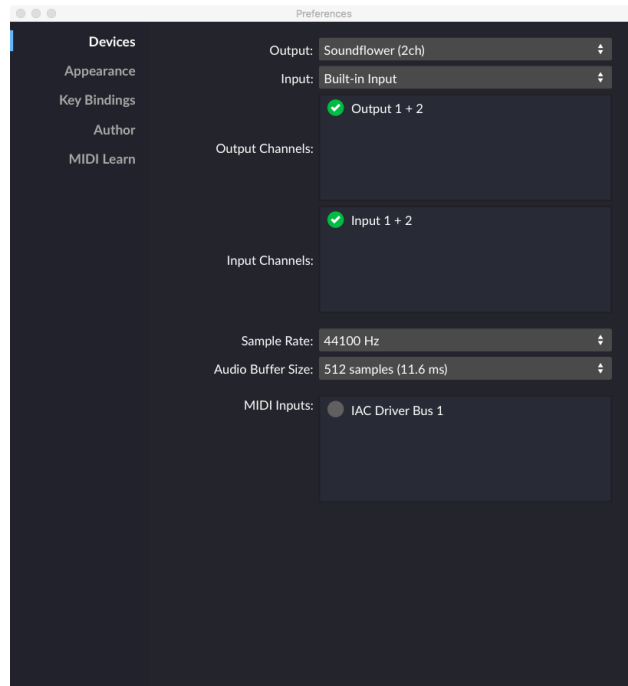 Preferences
Devices
Appearance
Key Bindings
Author
MIDI Learn
Output: Soundflower (2ch)
Input: Built-in Input
Output Channels:
Output 1 + 2
Input Channels:
Input 1 + 2
Sample Rate: 44100 Hz
Audio Buffer Size: 512 samples (11.6 ms)
MIDI Inputs:
IAC Driver Bus 1